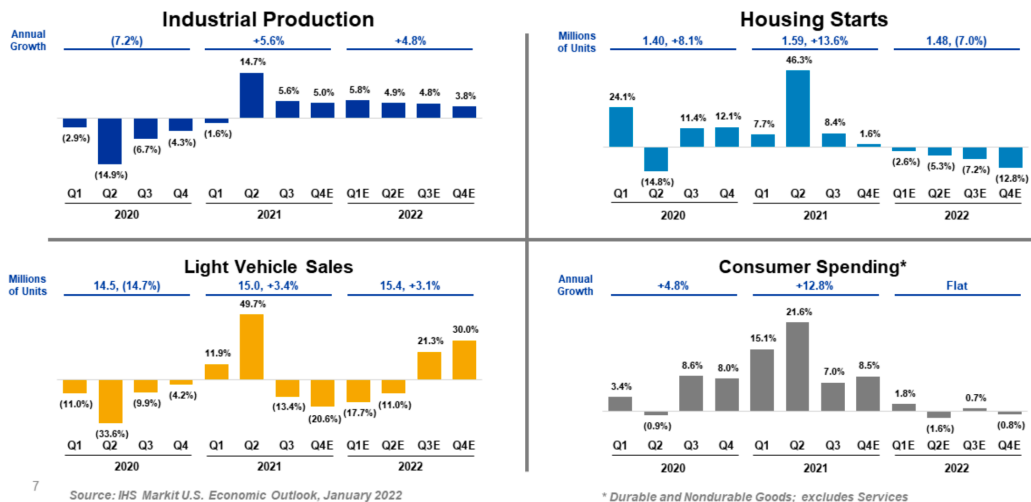 Industrial Production
Annual
Growth
(7.2%) +5.6% +4.8%
(2.9%) (14.9%) (6.7%) (4.3%) (1.6%) 14.7% 5.6% 5.0% 5.8% 4.9% 4.8% 3.8%
Q1 Q2 Q3 Q4 Q1 Q2 Q3 Q4E Q1E Q2E Q3E Q4E
2020 2021 2022
Housing Starts
Millions
of Units
1.40, +8.1% 1.59, +13.6% 1.48, (7.0%)
24.1% (14.8%) 11.4% 12.1% 7.7% 46.3% 8.4% 1.6% (2.6%) (5.3%) (7.2%) (12.8%)
Q1 Q2 Q3 Q4 Q1 Q2 Q3 Q4E Q1E Q2E Q3E Q4E
2020 2021 2022
Light Vehicle Sales
Millions
of Units
14.5, (14.7%) 15.0, +3.4% 15.4, +3.1%
(11.0%) (33.6%) (9.9%) (4.2%) 11.9% 49.7% (13.4%) (20.6%) (17.7%) (11.0%) 21.3% 30.0%
Q1 Q2 Q3 Q4 Q1 Q2 Q3 Q4E Q1E Q2E Q3E Q4E
2020 2021 2022
Consumer Spending*
Annual
Growth
+4.8% +12.8% Flat
3.4% (0.9%) 8.6% 8.0% 15.1% 21.6% 7.0% 8.5% 1.8% (1.6%) 0.7% (0.8%)
Q1 Q2 Q3 Q4 Q1 Q2 Q3 Q4E Q1E Q2E Q3E Q4E
2020 2021 2022
7
Source: IHS Markit U.S. Economic Outlook, January 2022
* Durable and Nondurable Goods; excludes Services